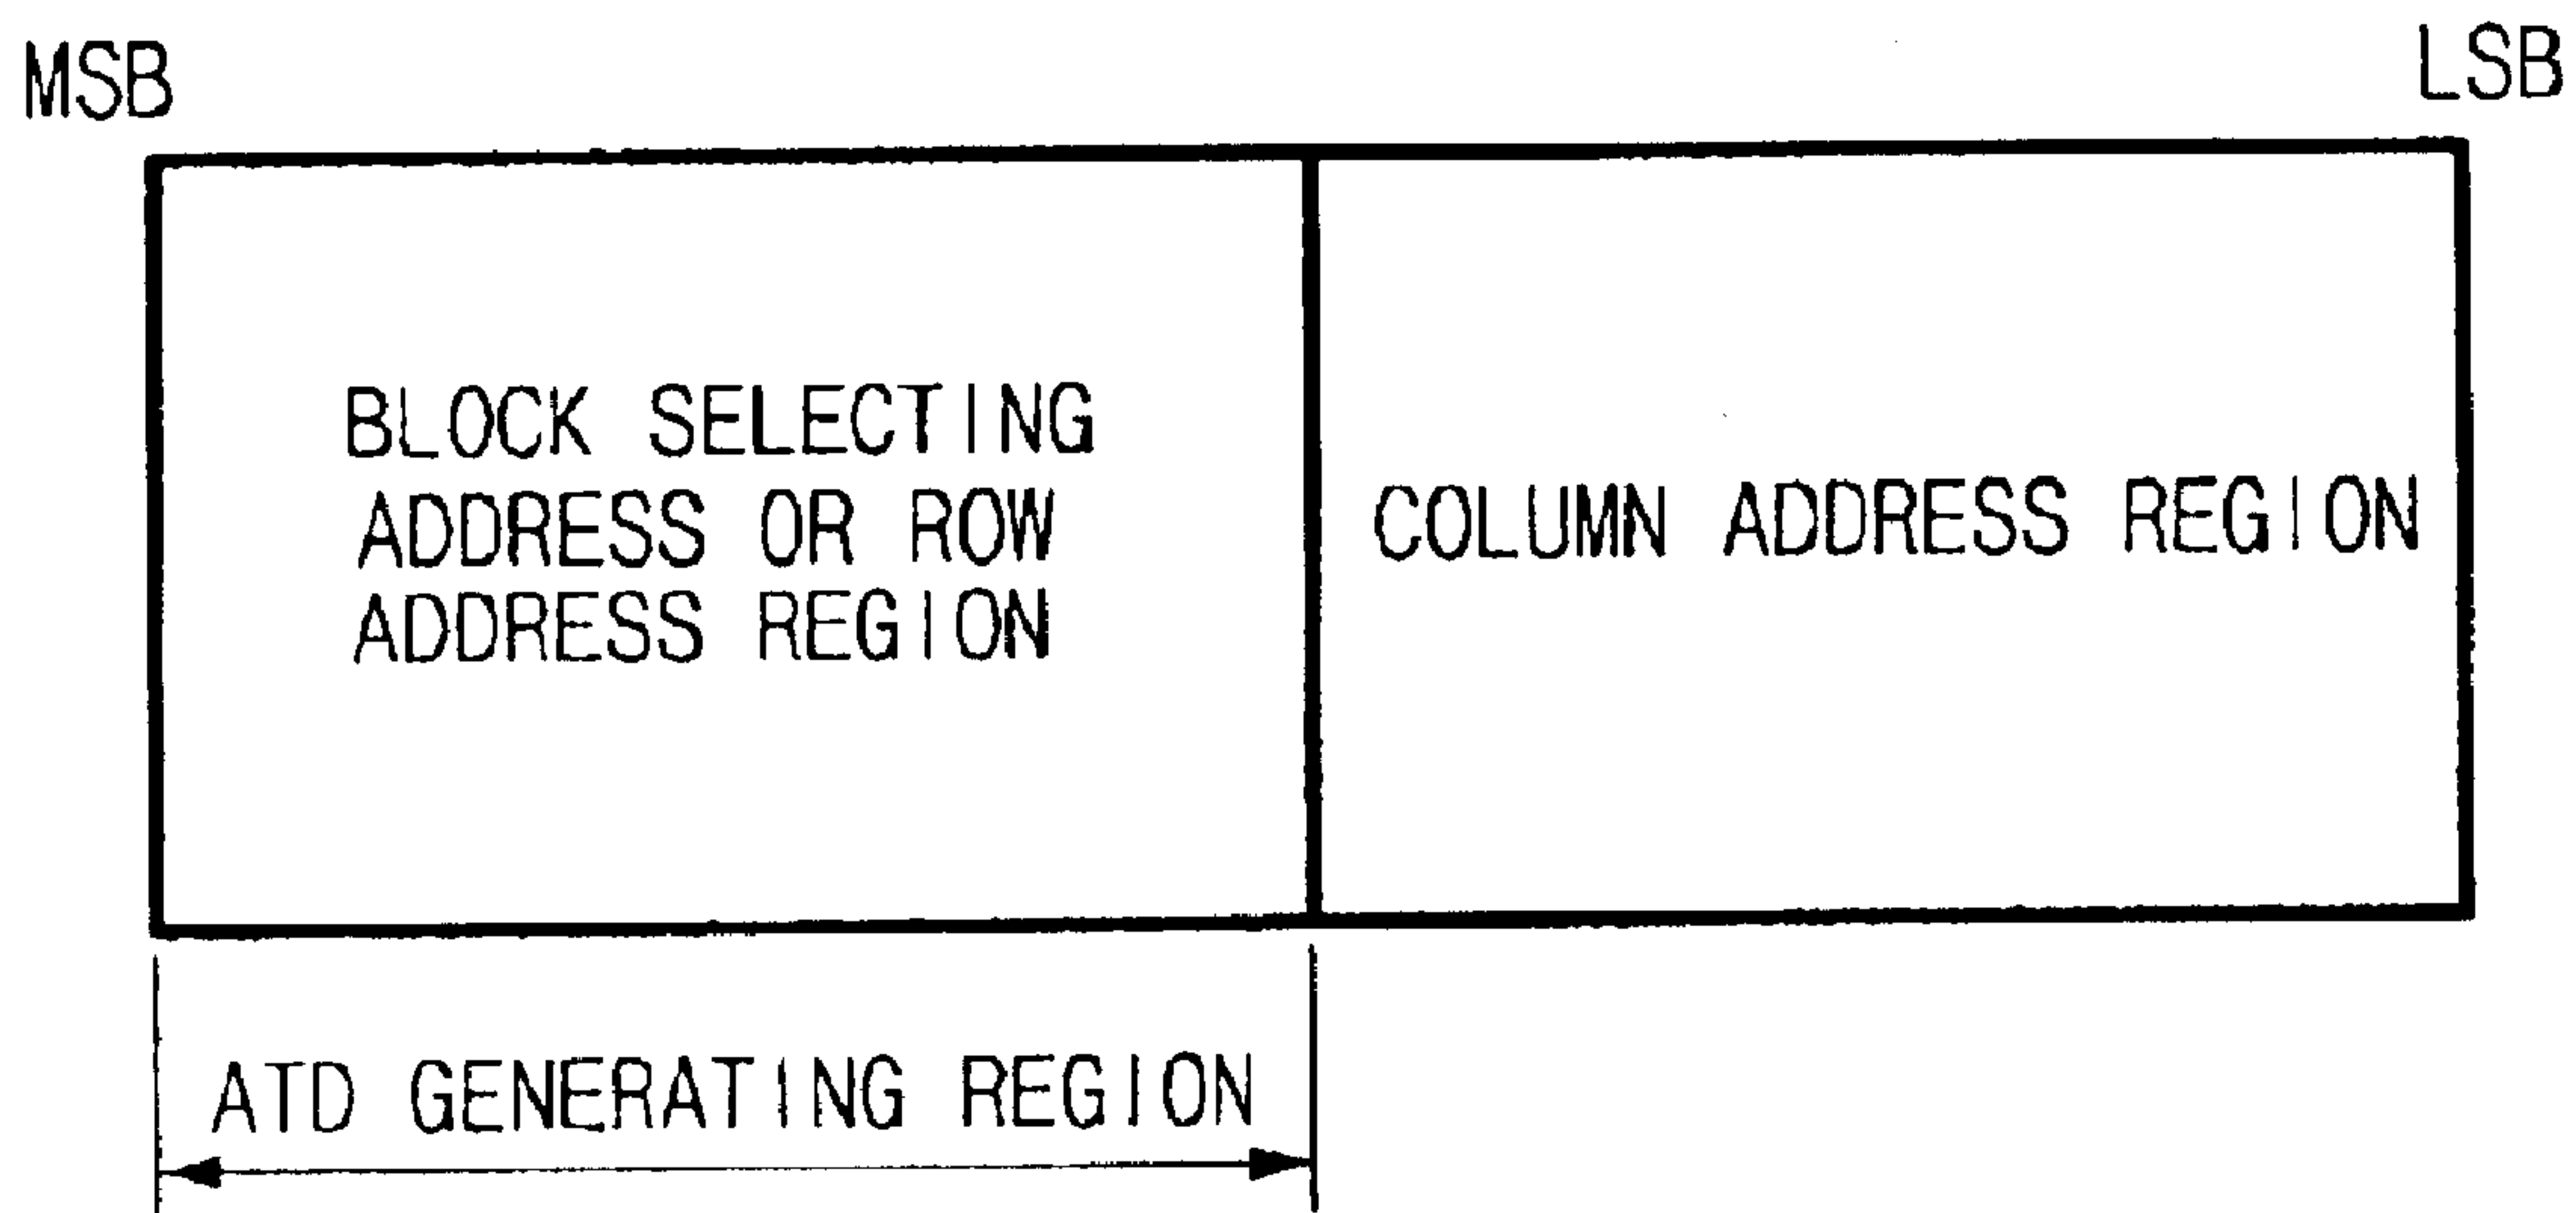 MSB
LSB
BLOCK SELECTING
ADDRESS OR ROW
ADDRESS REGION
COLUMN ADDRESS REGION
ATD GENERATING REGION